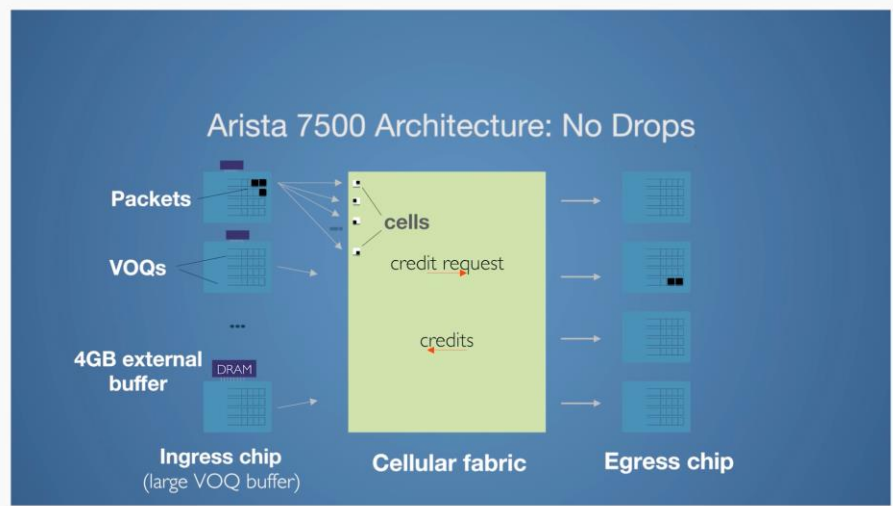 Arista 7500 Architecture: No Drops
Packets
cells
VOQs
credit request
credits
4GB external
buffer
DRAM
Ingress chip
(large VOQ buffer)
Cellular fabric
Egress chip